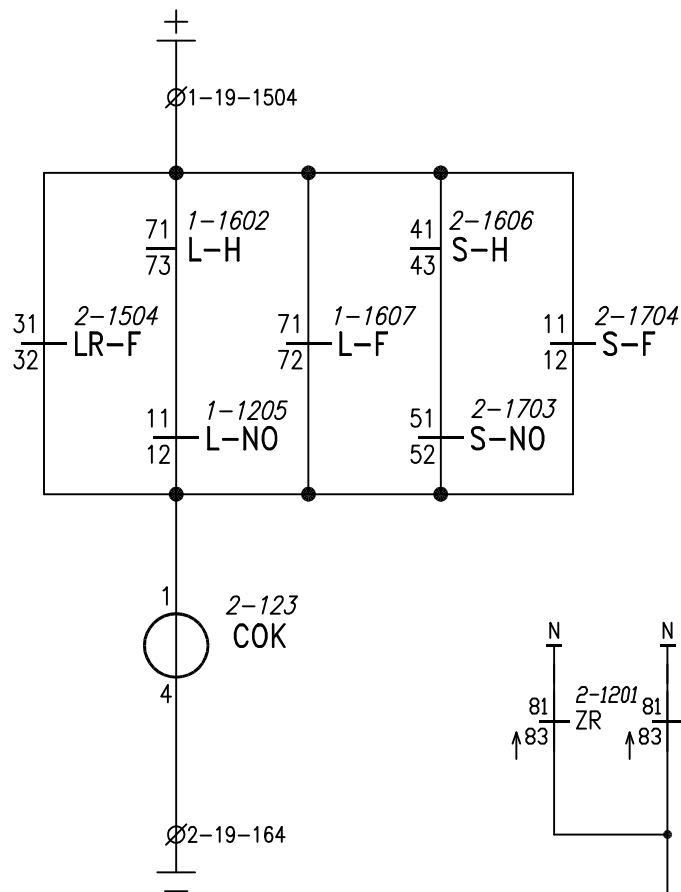 +
1-19-1504
71 1-1602
73 L-H
41 2-1606
43 S-H
31 2-1504
32 LR-F
71 1-1607
72 L-F
11 2-1704
12 S-F
11 1-1205
12 L-NO
51 2-1703
52 S-NO
1 2-123
COK
4
N N
81 2-1201 81
83 ZR 83
2-19-164